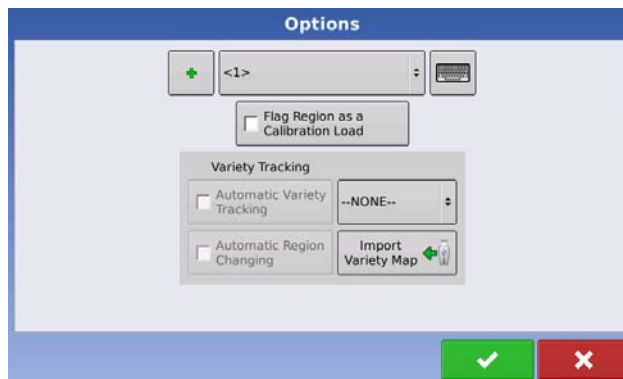 Options
<1>
Flag Region as a
Calibration Load
Variety Tracking
Automatic Variety
Tracking
--NONE--
Automatic Region
Changing
Import
Variety Map